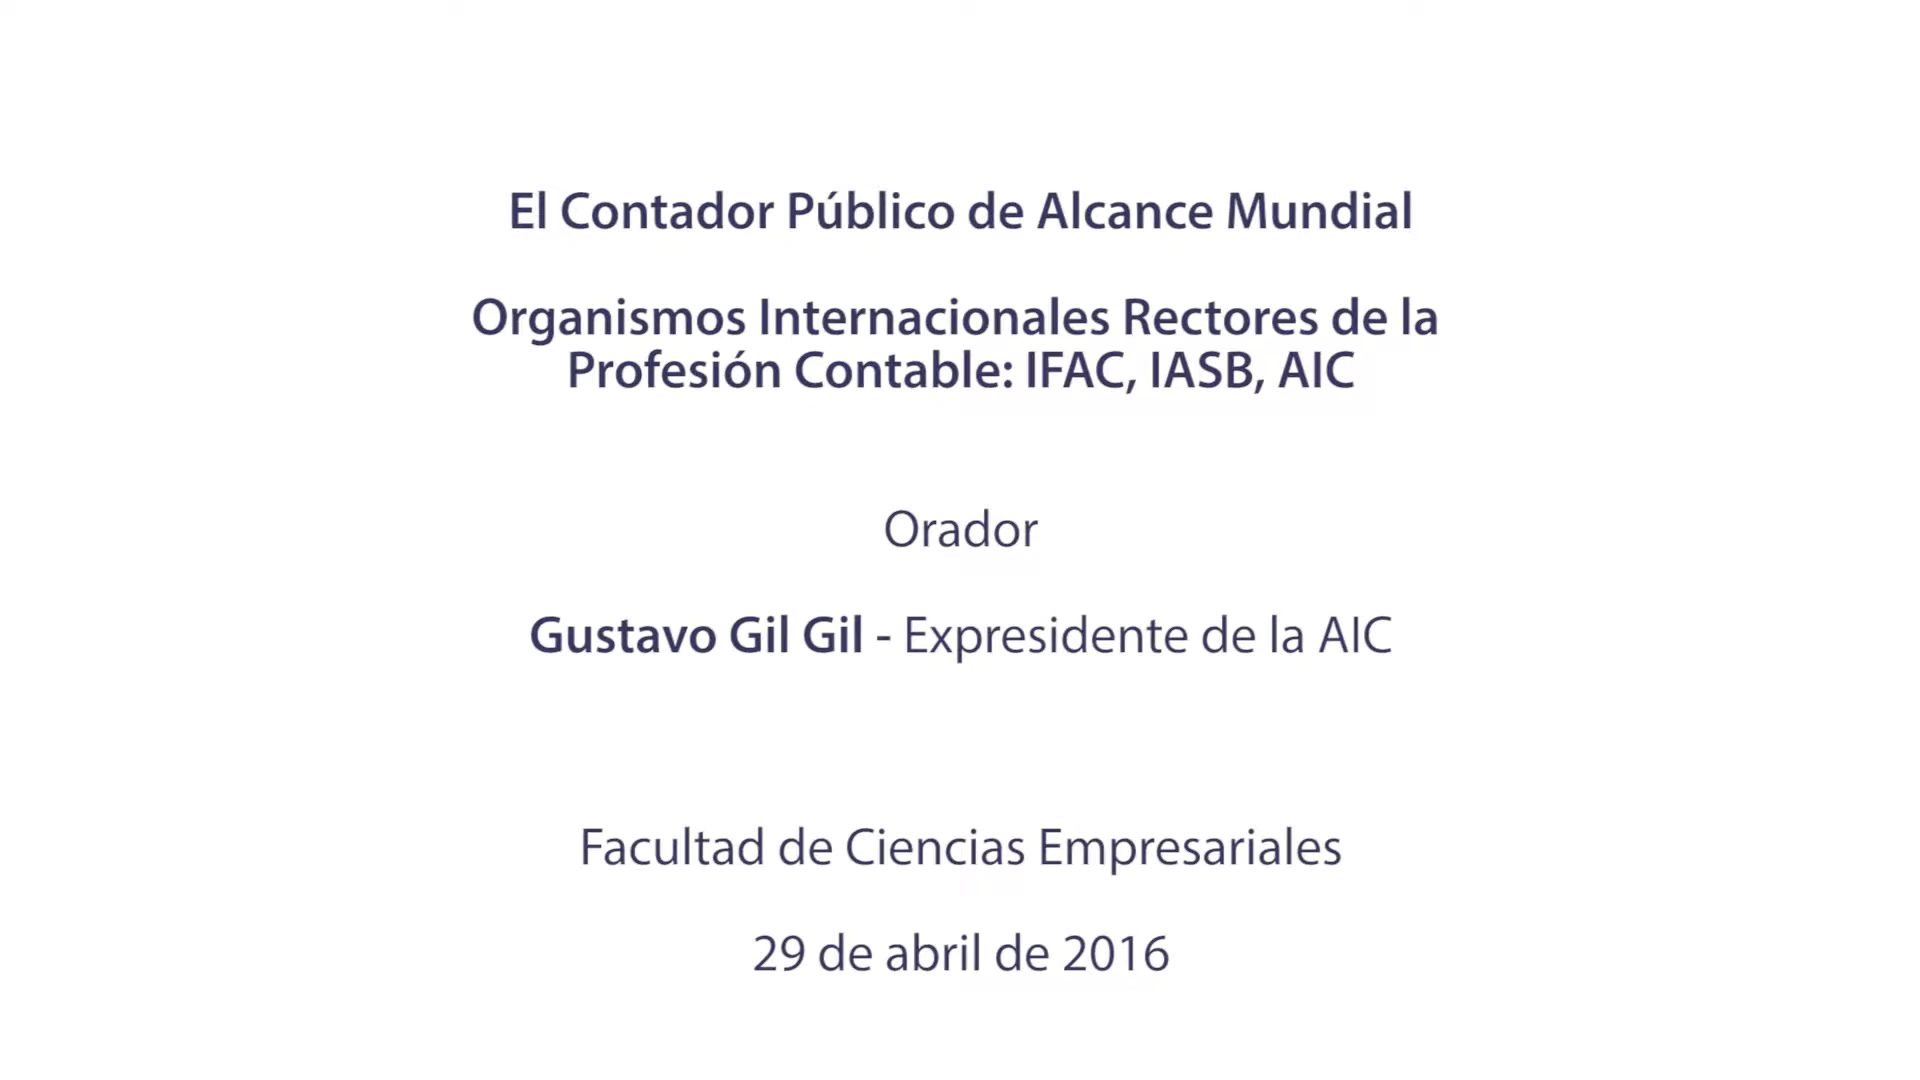 El Contador Público de Alcance Mundial
Organismos Internacionales Rectores de la
Profesión Contable: IFAC, IASB, AIC
Orador
Gustavo Gil Gil - Expresidente de la AIC
Facultad de Ciencias Empresariales
29 de abril de 2016